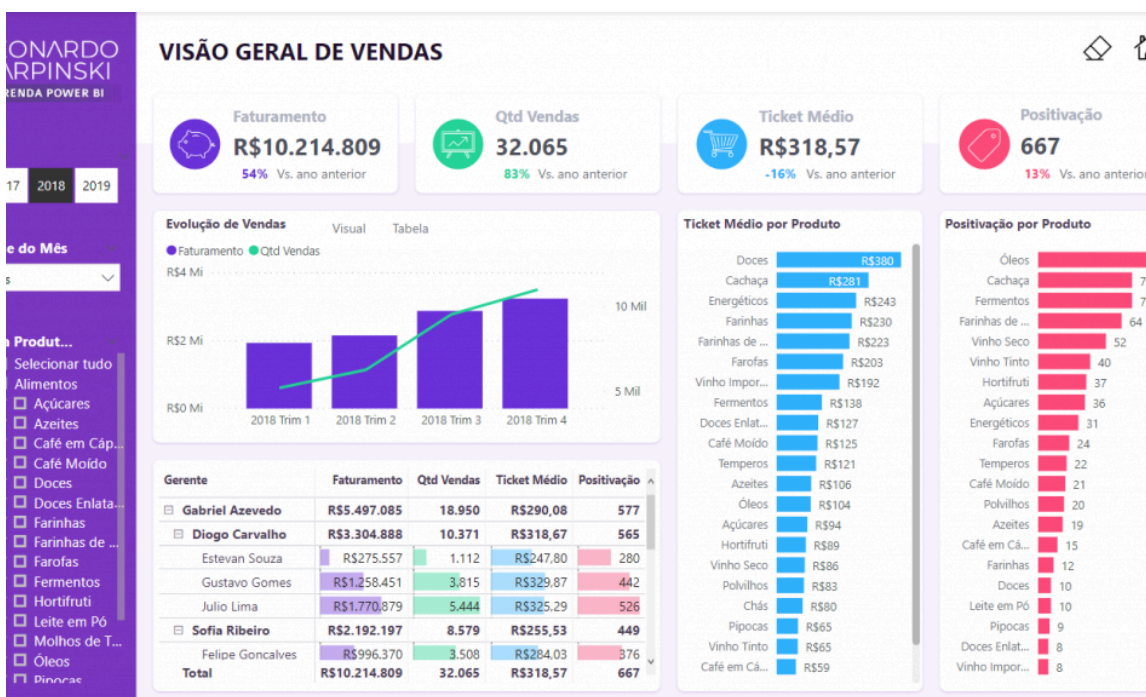 ONARDO
ARPINSKI
RENDA POWER BI
17 2018 2019
e do Mês
s
Produt...
Selecionar tudo
Alimentos
Açúcares
Azeites
Café em Cáp...
Café Moído
Doces
Doces Enlata...
Farinhas
Farinhas de ...
Farofas
Fermentos
Hortifruti
Leite em Pó
Molhos de T...
Óleos
Pipocas
VISÃO GERAL DE VENDAS
Faturamento
R$10.214.809
54% Vs. ano anterior
Qtd Vendas
32.065
83% Vs. ano anterior
Ticket Médio
R$318,57
-16% Vs. ano anterior
Positivação
667
13% Vs. ano anterior
Evolução de Vendas Visual Tabela
Faturamento Qtd Vendas
R$4 Mi
10 Mil
R$2 Mi
5 Mil
R$0 Mi
2018 Trim 1 2018 Trim 2 2018 Trim 3 2018 Trim 4
Gerente Faturamento Qtd Vendas Ticket Médio Positivação
Gabriel Azevedo R$5.497.085 18.950 R$290,08 577
Diogo Carvalho R$3.304.888 10.371 R$318,67 565
Estevan Souza R$275.557 1.112 R$247,80 280
Gustavo Gomes R$1.258.451 3.815 R$329,87 442
Julio Lima R$1.770.879 5.444 R$325,29 526
Sofia Ribeiro R$2.192.197 8.579 R$255,53 449
Felipe Goncalves R$996.370 3.508 R$284,03 376
Total R$10.214.809 32.065 R$318,57 667
Ticket Médio por Produto
Doces R$380
Cachaça R$281
Energéticos R$243
Farinhas R$230
Farinhas de ... R$223
Farofas R$203
Vinho Impor... R$192
Fermentos R$138
Doces Enlat... R$127
Café Moído R$125
Temperos R$121
Azeites R$106
Óleos R$104
Açúcares R$94
Hortifruti R$89
Vinho Seco R$86
Polvilhos R$83
Chás R$80
Pipocas R$65
Vinho Tinto R$65
Café em Cá... R$59
Positivação por Produto
Óleos
Cachaça 7
Fermentos 7
Farinhas de ... 64
Vinho Seco 52
Vinho Tinto 40
Hortifruti 37
Açúcares 36
Energéticos 31
Farofas 24
Temperos 22
Café Moído 21
Polvilhos 20
Azeites 19
Café em Cá... 15
Farinhas 12
Doces 10
Leite em Pó 10
Pipocas 9
Doces Enlat... 8
Vinho Impor... 8